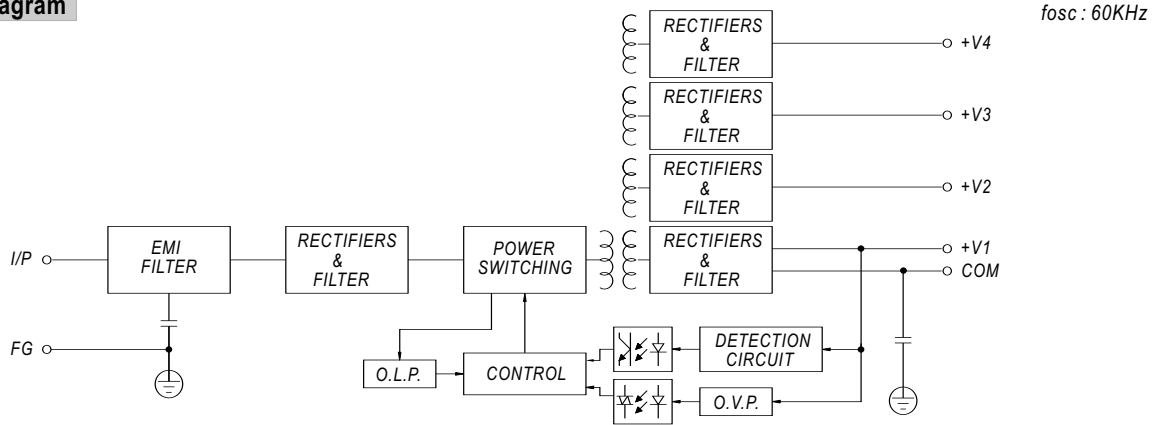 agram
fosc : 60KHz
RECTIFIERS
&
FILTER
+V4
RECTIFIERS
&
FILTER
+V3
RECTIFIERS
&
FILTER
+V2
I/P
EMI
FILTER
RECTIFIERS
&
FILTER
POWER
SWITCHING
RECTIFIERS
&
FILTER
+V1
COM
FG
O.L.P.
CONTROL
DETECTION
CIRCUIT
O.V.P.